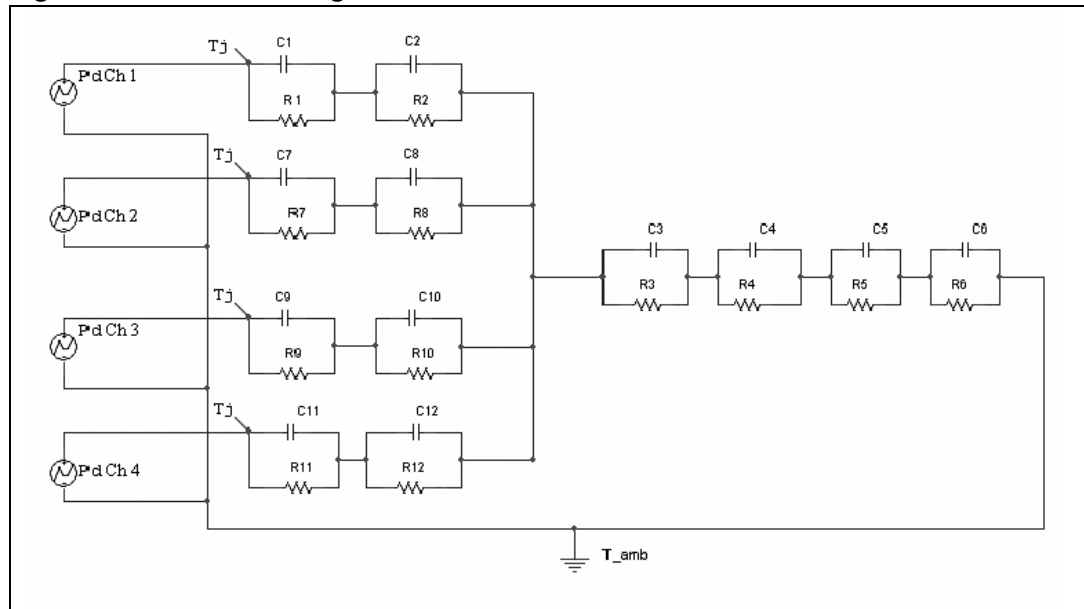 Tj
C1
C2
PdCh1
R1
R2
Tj
C7
C8
PdCh2
R7
R8
C3
C4
C5
C6
R3
R4
R5
R6
Tj
C9
C10
PdCh3
R9
R10
Tj
C11
C12
PdCh4
R11
R12
T_amb